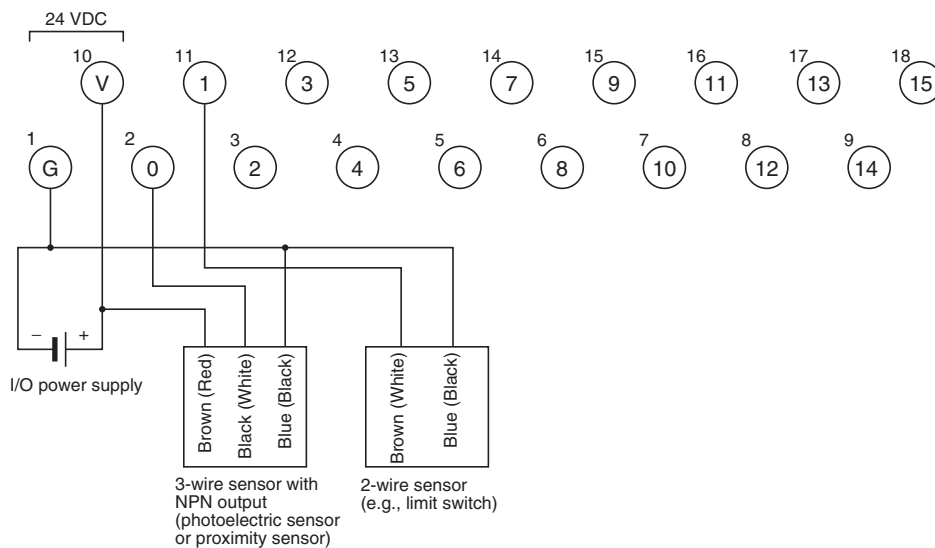 24 VDC
10 11 12 13 14 15 16 17 18
V 1 3 5 7 9 11 13 15
1 2 3 4 5 6 7 8 9
G 0 2 4 6 8 10 12 14
− +
I/O power supply
Brown (Red)
Black (White)
Blue (Black)
Brown (White)
Blue (Black)
3-wire sensor with
NPN output
(photoelectric sensor
or proximity sensor)
2-wire sensor
(e.g., limit switch)